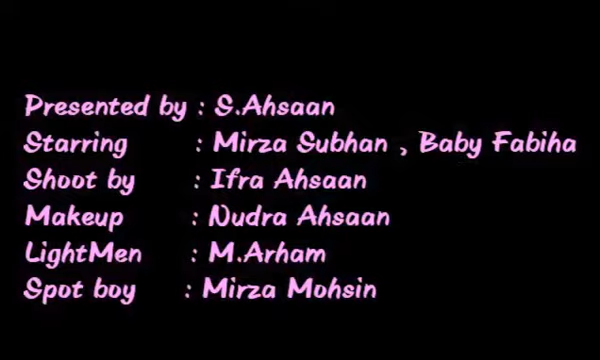 Presented by : S.Ahsaan
Starring : Mirza Subhan , Baby Fabiha
Shoot by : Ifra Ahsaan
Makeup : Nudra Ahsaan
LightMen : M.Arham
Spot boy : Mirza Mohsin